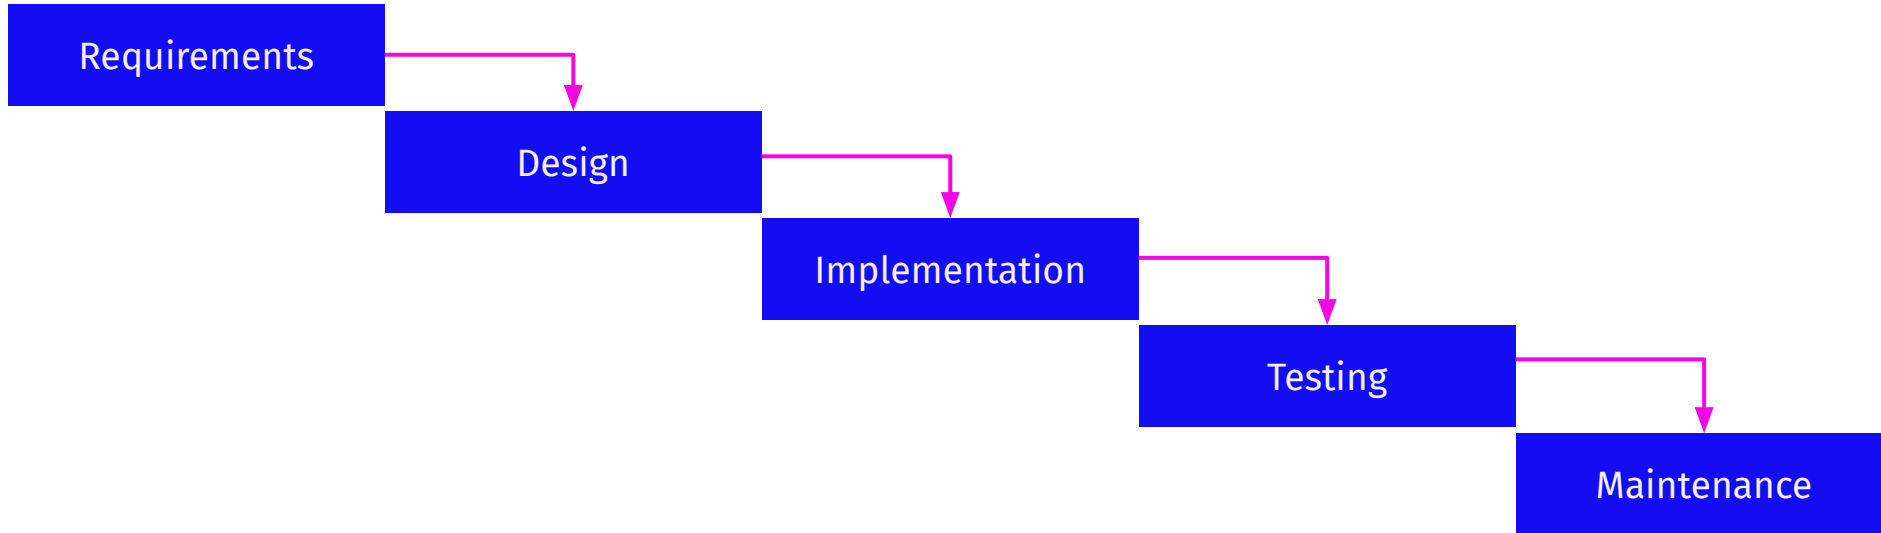 Requirements
Design
Implementation
Testing
Maintenance